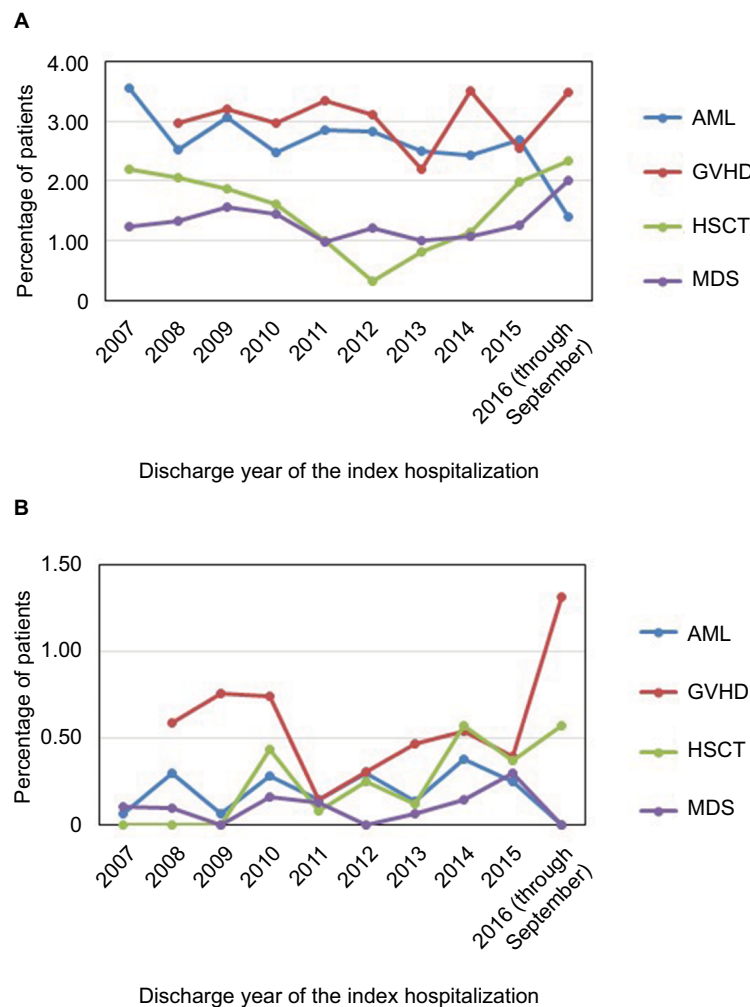 A
4.00
3.00
2.00
1.00
0
Percentage of patients
2007
2008
2009
2010
2011
2012
2013
2014
2015
2016 (through
September)
Discharge year of the index hospitalization
AML
GVHD
HSCT
MDS
B
1.50
1.00
0.50
0
Percentage of patients
2007
2008
2009
2010
2011
2012
2013
2014
2015
2016 (through
September)
Discharge year of the index hospitalization
AML
GVHD
HSCT
MDS